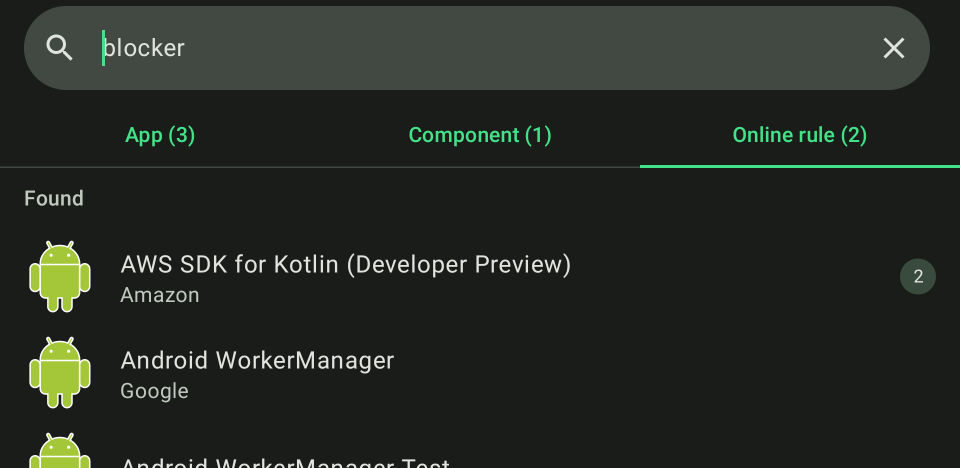 blocker
App (3)
Component (1)
Online rule (2)
Found
AWS SDK for Kotlin (Developer Preview)
Amazon
2
Android WorkerManager
Google
Android WorkerManager Test